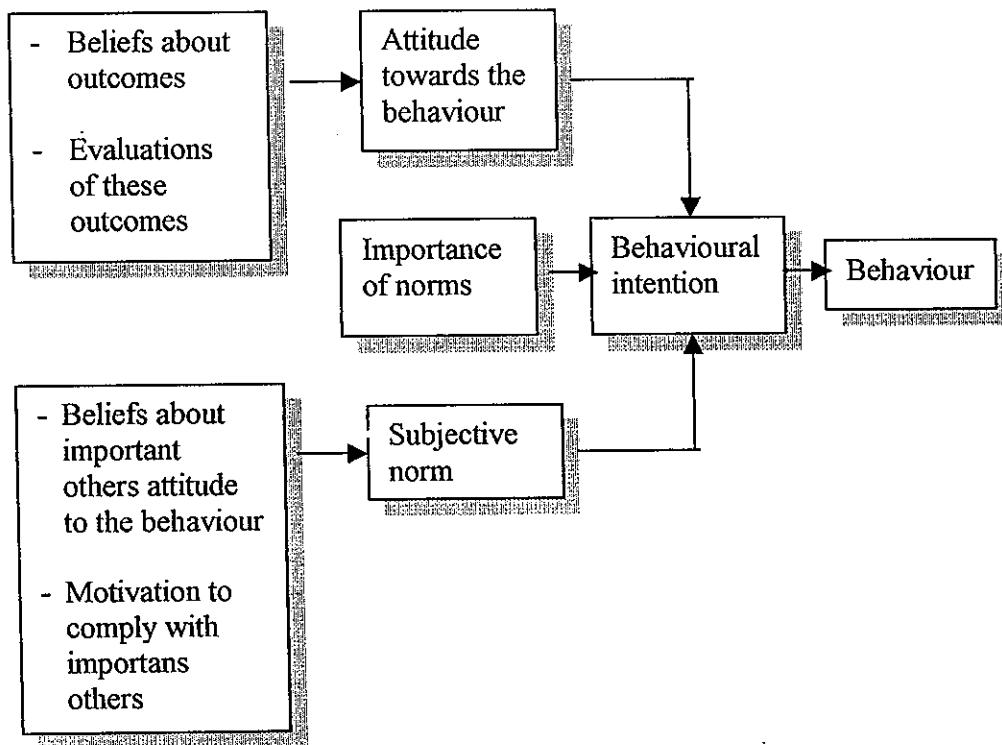 - Beliefs about
outcomes
- Evaluations
of these
outcomes
Attitude
towards the
behaviour
Importance
of norms
Behavioural
intention
Behaviour
- Beliefs about
important
others attitude
to the behaviour
- Motivation to
comply with
importans
others
Subjective
norm